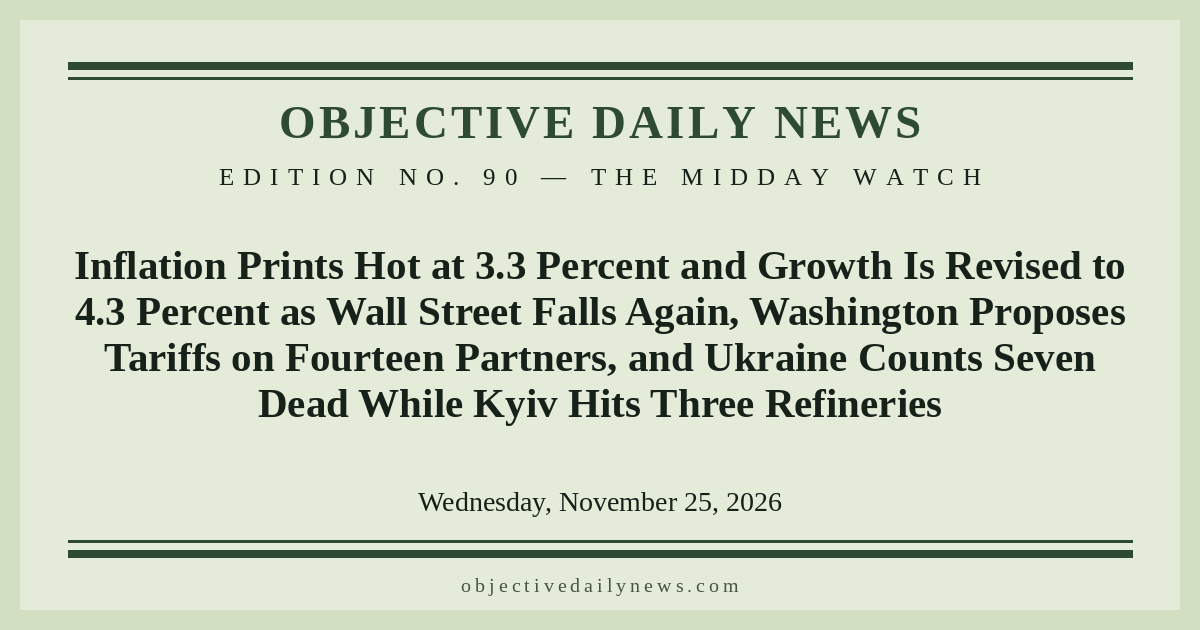 OBJECTIVE DAILY NEWS
EDITION NO. 90 — THE MIDDAY WATCH
Inflation Prints Hot at 3.3 Percent and Growth Is Revised to
4.3 Percent as Wall Street Falls Again, Washington Proposes
Tariffs on Fourteen Partners, and Ukraine Counts Seven
Dead While Kyiv Hits Three Refineries
Wednesday, November 25, 2026
objectivedailynews.com